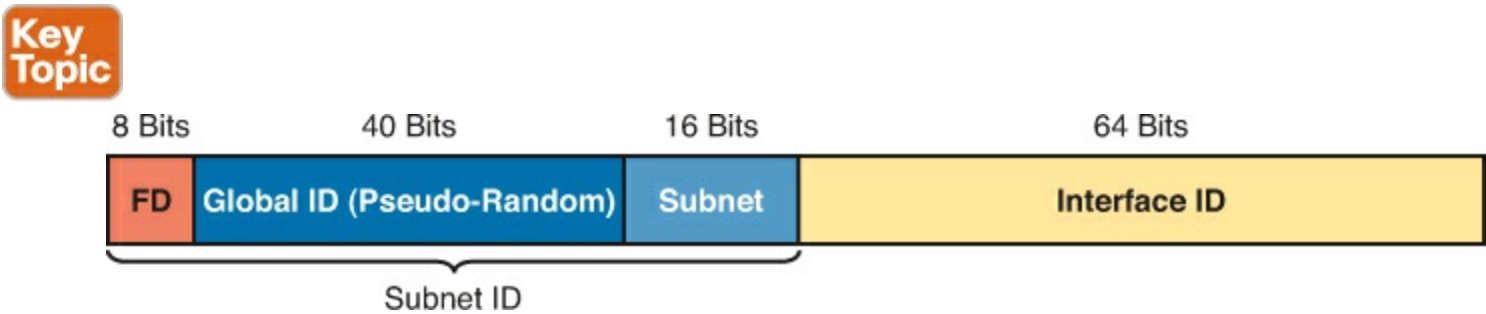 Key
Topic
8 Bits
40 Bits
16 Bits
64 Bits
FD
Global ID (Pseudo-Random)
Subnet
Interface ID
Subnet ID